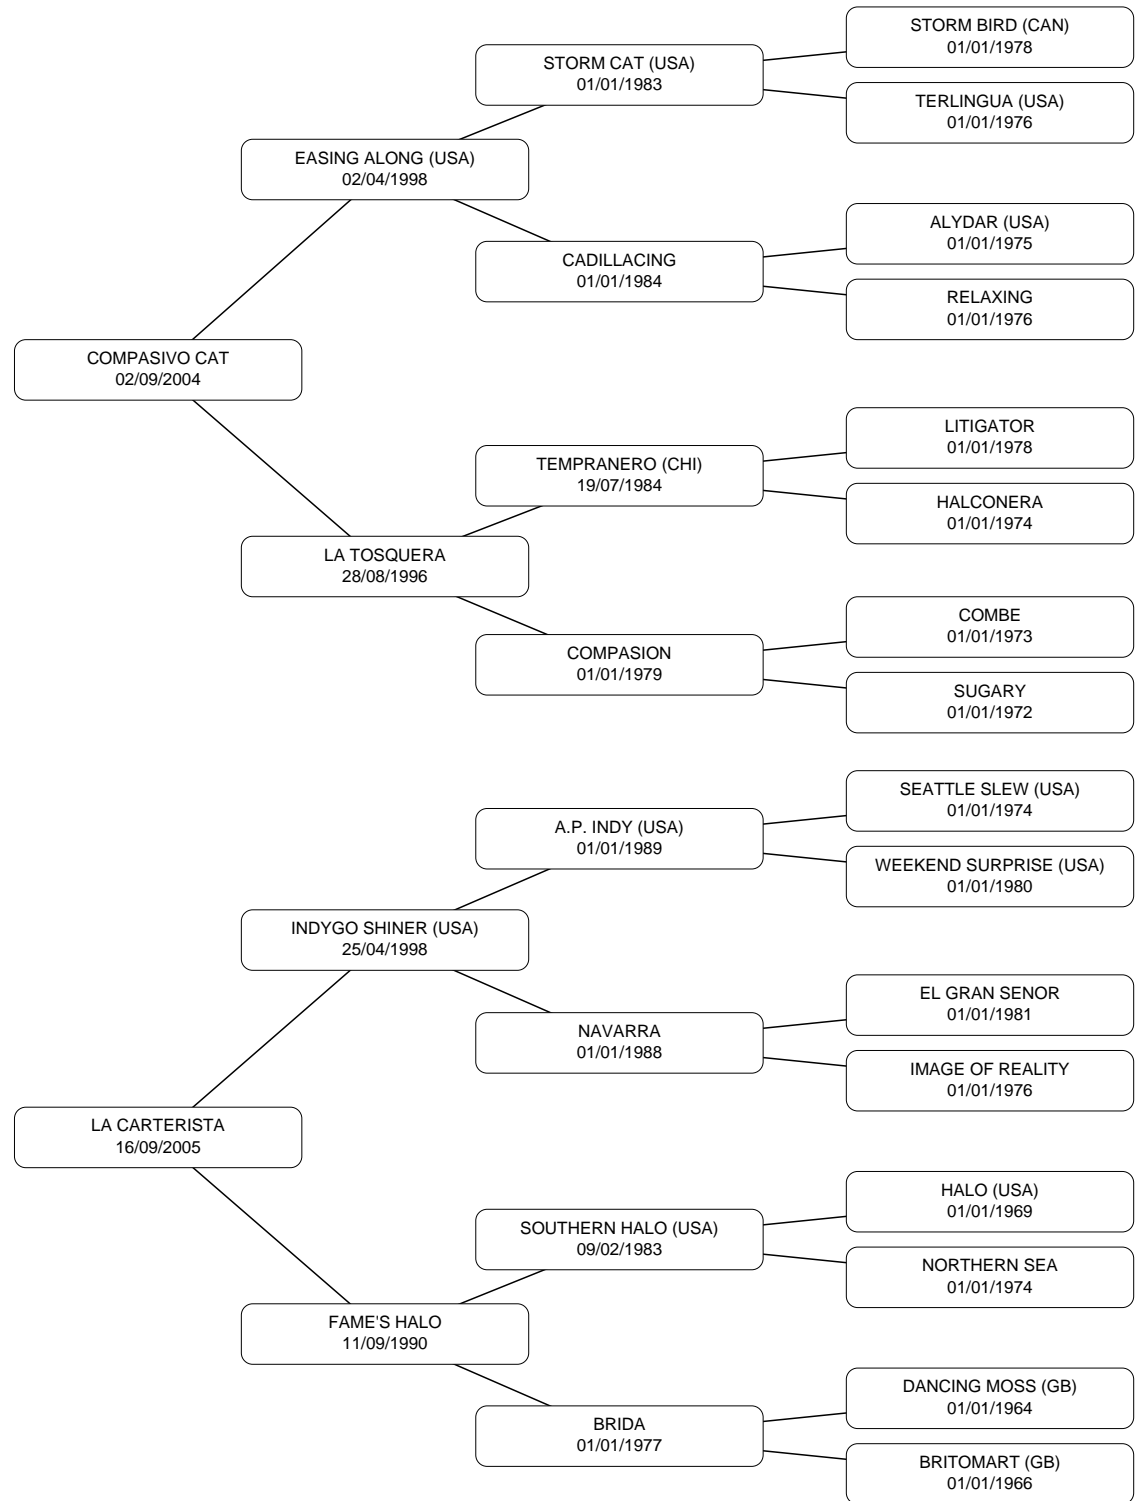 STORM BIRD (CAN)
01/01/1978
STORM CAT (USA)
01/01/1983
TERLINGUA (USA)
01/01/1976
EASING ALONG (USA)
02/04/1998
ALYDAR (USA)
01/01/1975
CADILLACING
01/01/1984
RELAXING
01/01/1976
COMPASIVO CAT
02/09/2004
LITIGATOR
01/01/1978
TEMPRANERO (CHI)
19/07/1984
HALCONERA
01/01/1974
LA TOSQUERA
28/08/1996
COMBE
01/01/1973
COMPASION
01/01/1979
SUGARY
01/01/1972
SEATTLE SLEW (USA)
01/01/1974
A.P. INDY (USA)
01/01/1989
WEEKEND SURPRISE (USA)
01/01/1980
INDYGO SHINER (USA)
25/04/1998
EL GRAN SENOR
01/01/1981
NAVARRA
01/01/1988
IMAGE OF REALITY
01/01/1976
LA CARTERISTA
16/09/2005
HALO (USA)
01/01/1969
SOUTHERN HALO (USA)
09/02/1983
NORTHERN SEA
01/01/1974
FAME'S HALO
11/09/1990
DANCING MOSS (GB)
01/01/1964
BRIDA
01/01/1977
BRITOMART (GB)
01/01/1966